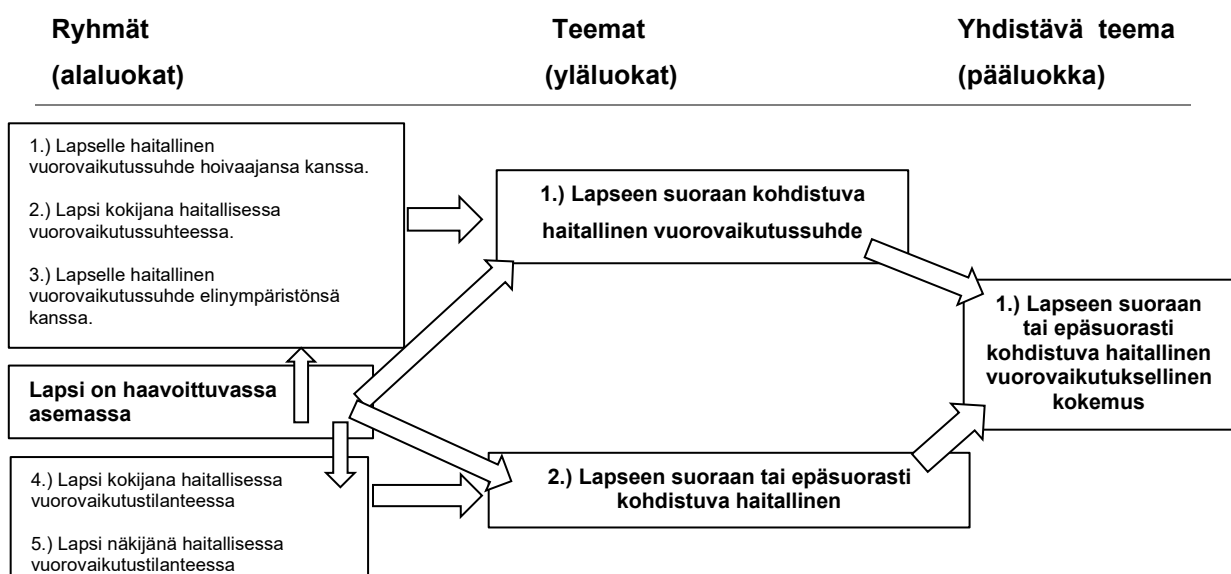 Ryhmät
(alaluokat)
Teemat
(yläluokat)
Yhdistävä teema
(pääluokka)
1.) Lapselle haitallinen
vuorovaikutussuhde hoivaajansa kanssa.
2.) Lapsi kokijana haitallisessa
vuorovaikutussuhteessa.
3.) Lapselle haitallinen
vuorovaikutussuhde elinympäristönsä
kanssa.
Lapsi on haavoittuvassa
asemassa
4.) Lapsi kokijana haitallisessa
vuorovaikutustilanteessa
5.) Lapsi näkijänä haitallisessa
vuorovaikutustilanteessa
1.) Lapseen suoraan kohdistuva
haitallinen vuorovaikutussuhde
2.) Lapseen suoraan tai epäsuorasti
kohdistuva haitallinen
1.) Lapseen suoraan
tai epäsuorasti
kohdistuva haitallinen
vuorovaikutuksellinen
kokemus